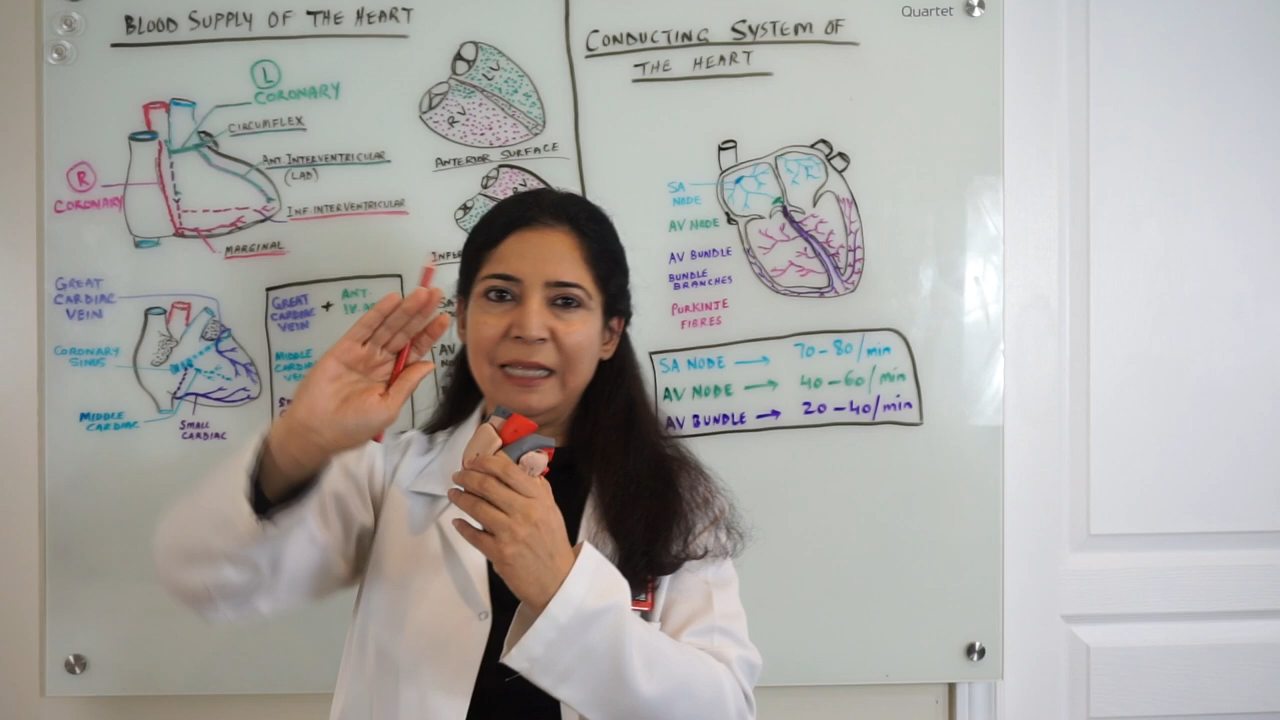 Quartet
BLOOD SUPPLY OF THE HEART
L
CORONARY
CIRCUMFLEX
ANT. INTERVENTRICULAR
(LAD)
R
CORONARY
INF. INTERVENTRICULAR
MARGINAL
LV
RV
ANTERIOR SURFACE
GREAT
CARDIAC
VEIN
CORONARY
SINUS
MIDDLE
CARDIAC
SMALL
CARDIAC
GREAT
CARDIAC
VEIN
+
ANT.
MIDDLE
CONDUCTING SYSTEM OF
THE HEART
SA
NODE
AV NODE
AV BUNDLE
BUNDLE
BRANCHES
PURKINJE
FIBRES
SA NODE → 70-80/min
AV NODE → 40-60/min
AV BUNDLE → 20-40/min